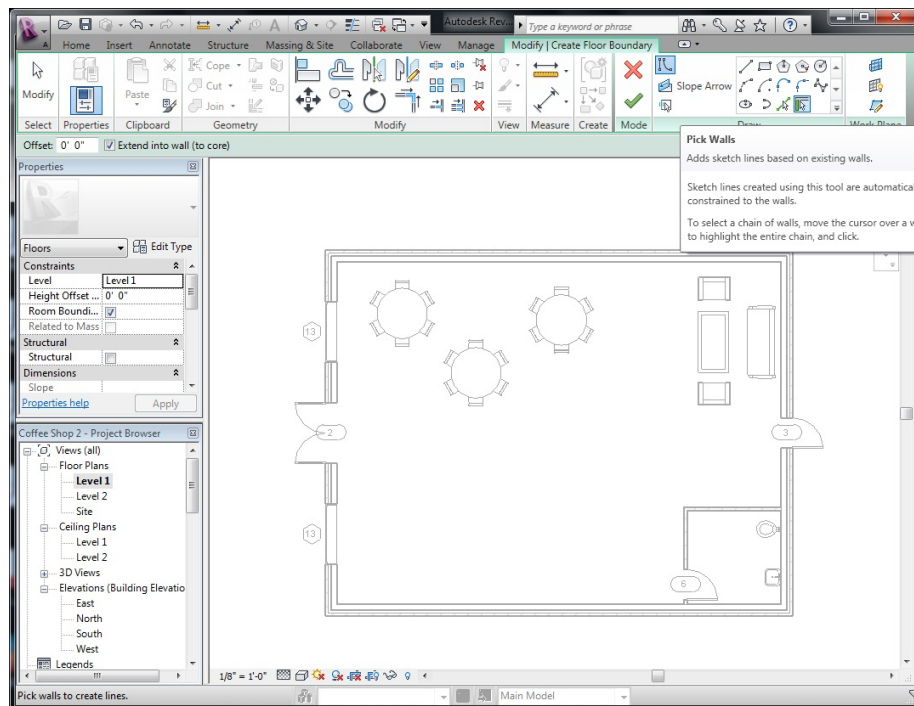 Autodesk Rev...
Type a keyword or phrase
Home Insert Annotate Structure Massing & Site Collaborate View Manage Modify | Create Floor Boundary
Modify
Paste
Cope
Cut
Join
Slope Arrow
Select Properties Clipboard Geometry Modify View Measure Create Mode Draw Work Plane
Offset: 0' 0" Extend into wall (to core)
Pick Walls
Adds sketch lines based on existing walls.
Sketch lines created using this tool are automatica
constrained to the walls.
To select a chain of walls, move the cursor over a w
to highlight the entire chain, and click.
Properties
Floors Edit Type
Constraints
Level Level 1
Height Offset ... 0' 0"
Room Boundi...
Related to Mass
Structural
Structural
Dimensions
Slope
Properties help Apply
Coffee Shop 2 - Project Browser
Views (all)
Floor Plans
Level 1
Level 2
Site
Ceiling Plans
Level 1
Level 2
3D Views
Elevations (Building Elevatio
East
North
South
West
Legends
13
2
3
13
6
1/8" = 1'-0"
Pick walls to create lines.
Main Model